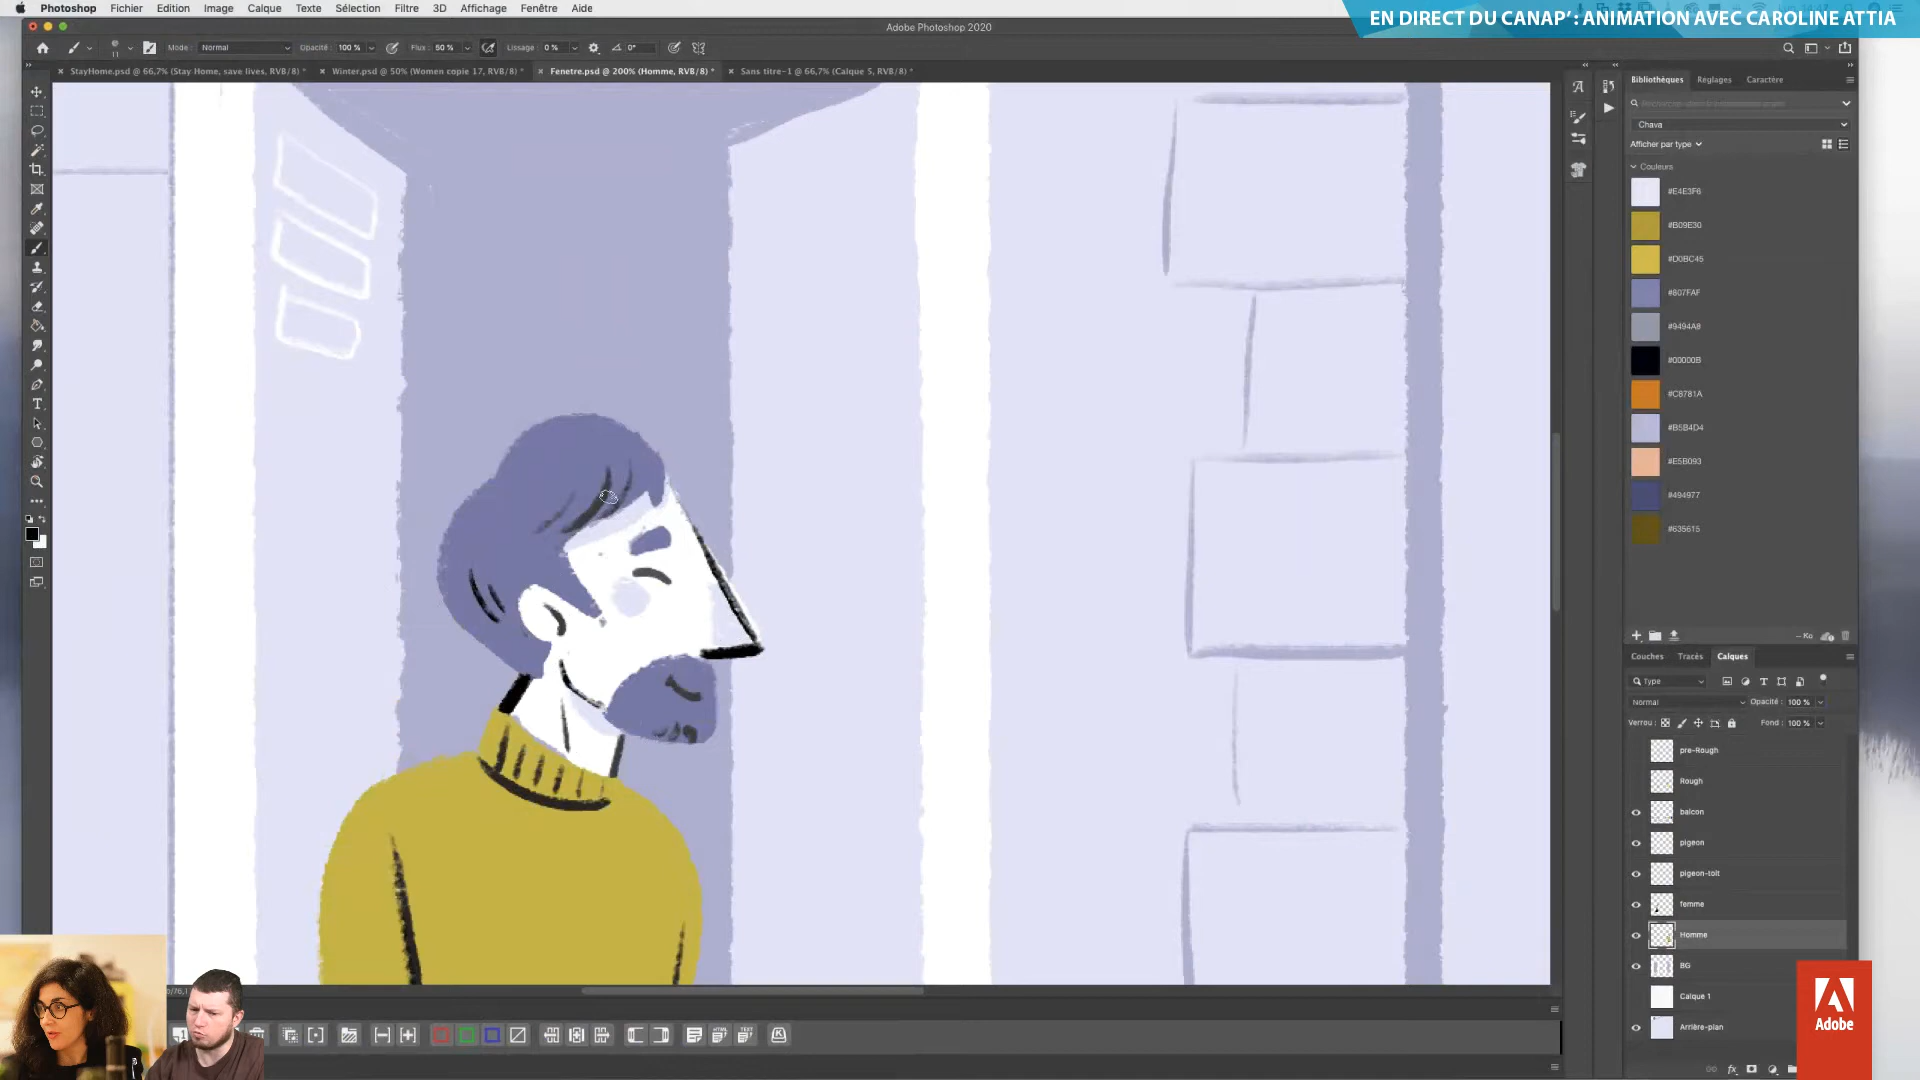 Photoshop Fichier Edition Image Calque Texte Sélection Filtre 3D Affichage Fenêtre Aide
EN DIRECT DU CANAP' : ANIMATION AVEC CAROLINE ATTIA
Adobe Photoshop 2020
Mode : Normal Opacité : 100 % Flux : 50 % Lissage : 0 % 0°
StayHome.psd @ 66,7% (Stay Home, save lives, RVB/8) *
Winter.psd @ 50% (Women copie 17, RVB/8) *
Fenetre.psd @ 200% (Homme, RVB/8) *
Sans titre-1 @ 66,7% (Calque 5, RVB/8) *
Bibliothèques Réglages Caractère
Chava
Afficher par type
Couleurs
#E4E3F6
#B09E30
#D0BC45
#807FAF
#9494A8
#00000B
#C8781A
#B5B4D4
#E5B093
#494977
#635615
-- Ko
Couches Tracés Calques
Type
Normal Opacité : 100 %
Verrou : Fond : 100 %
pre-Rough
Rough
balcon
pigeon
pigeon-toit
femme
Homme
BG
Calque 1
Arrière-plan
Adobe